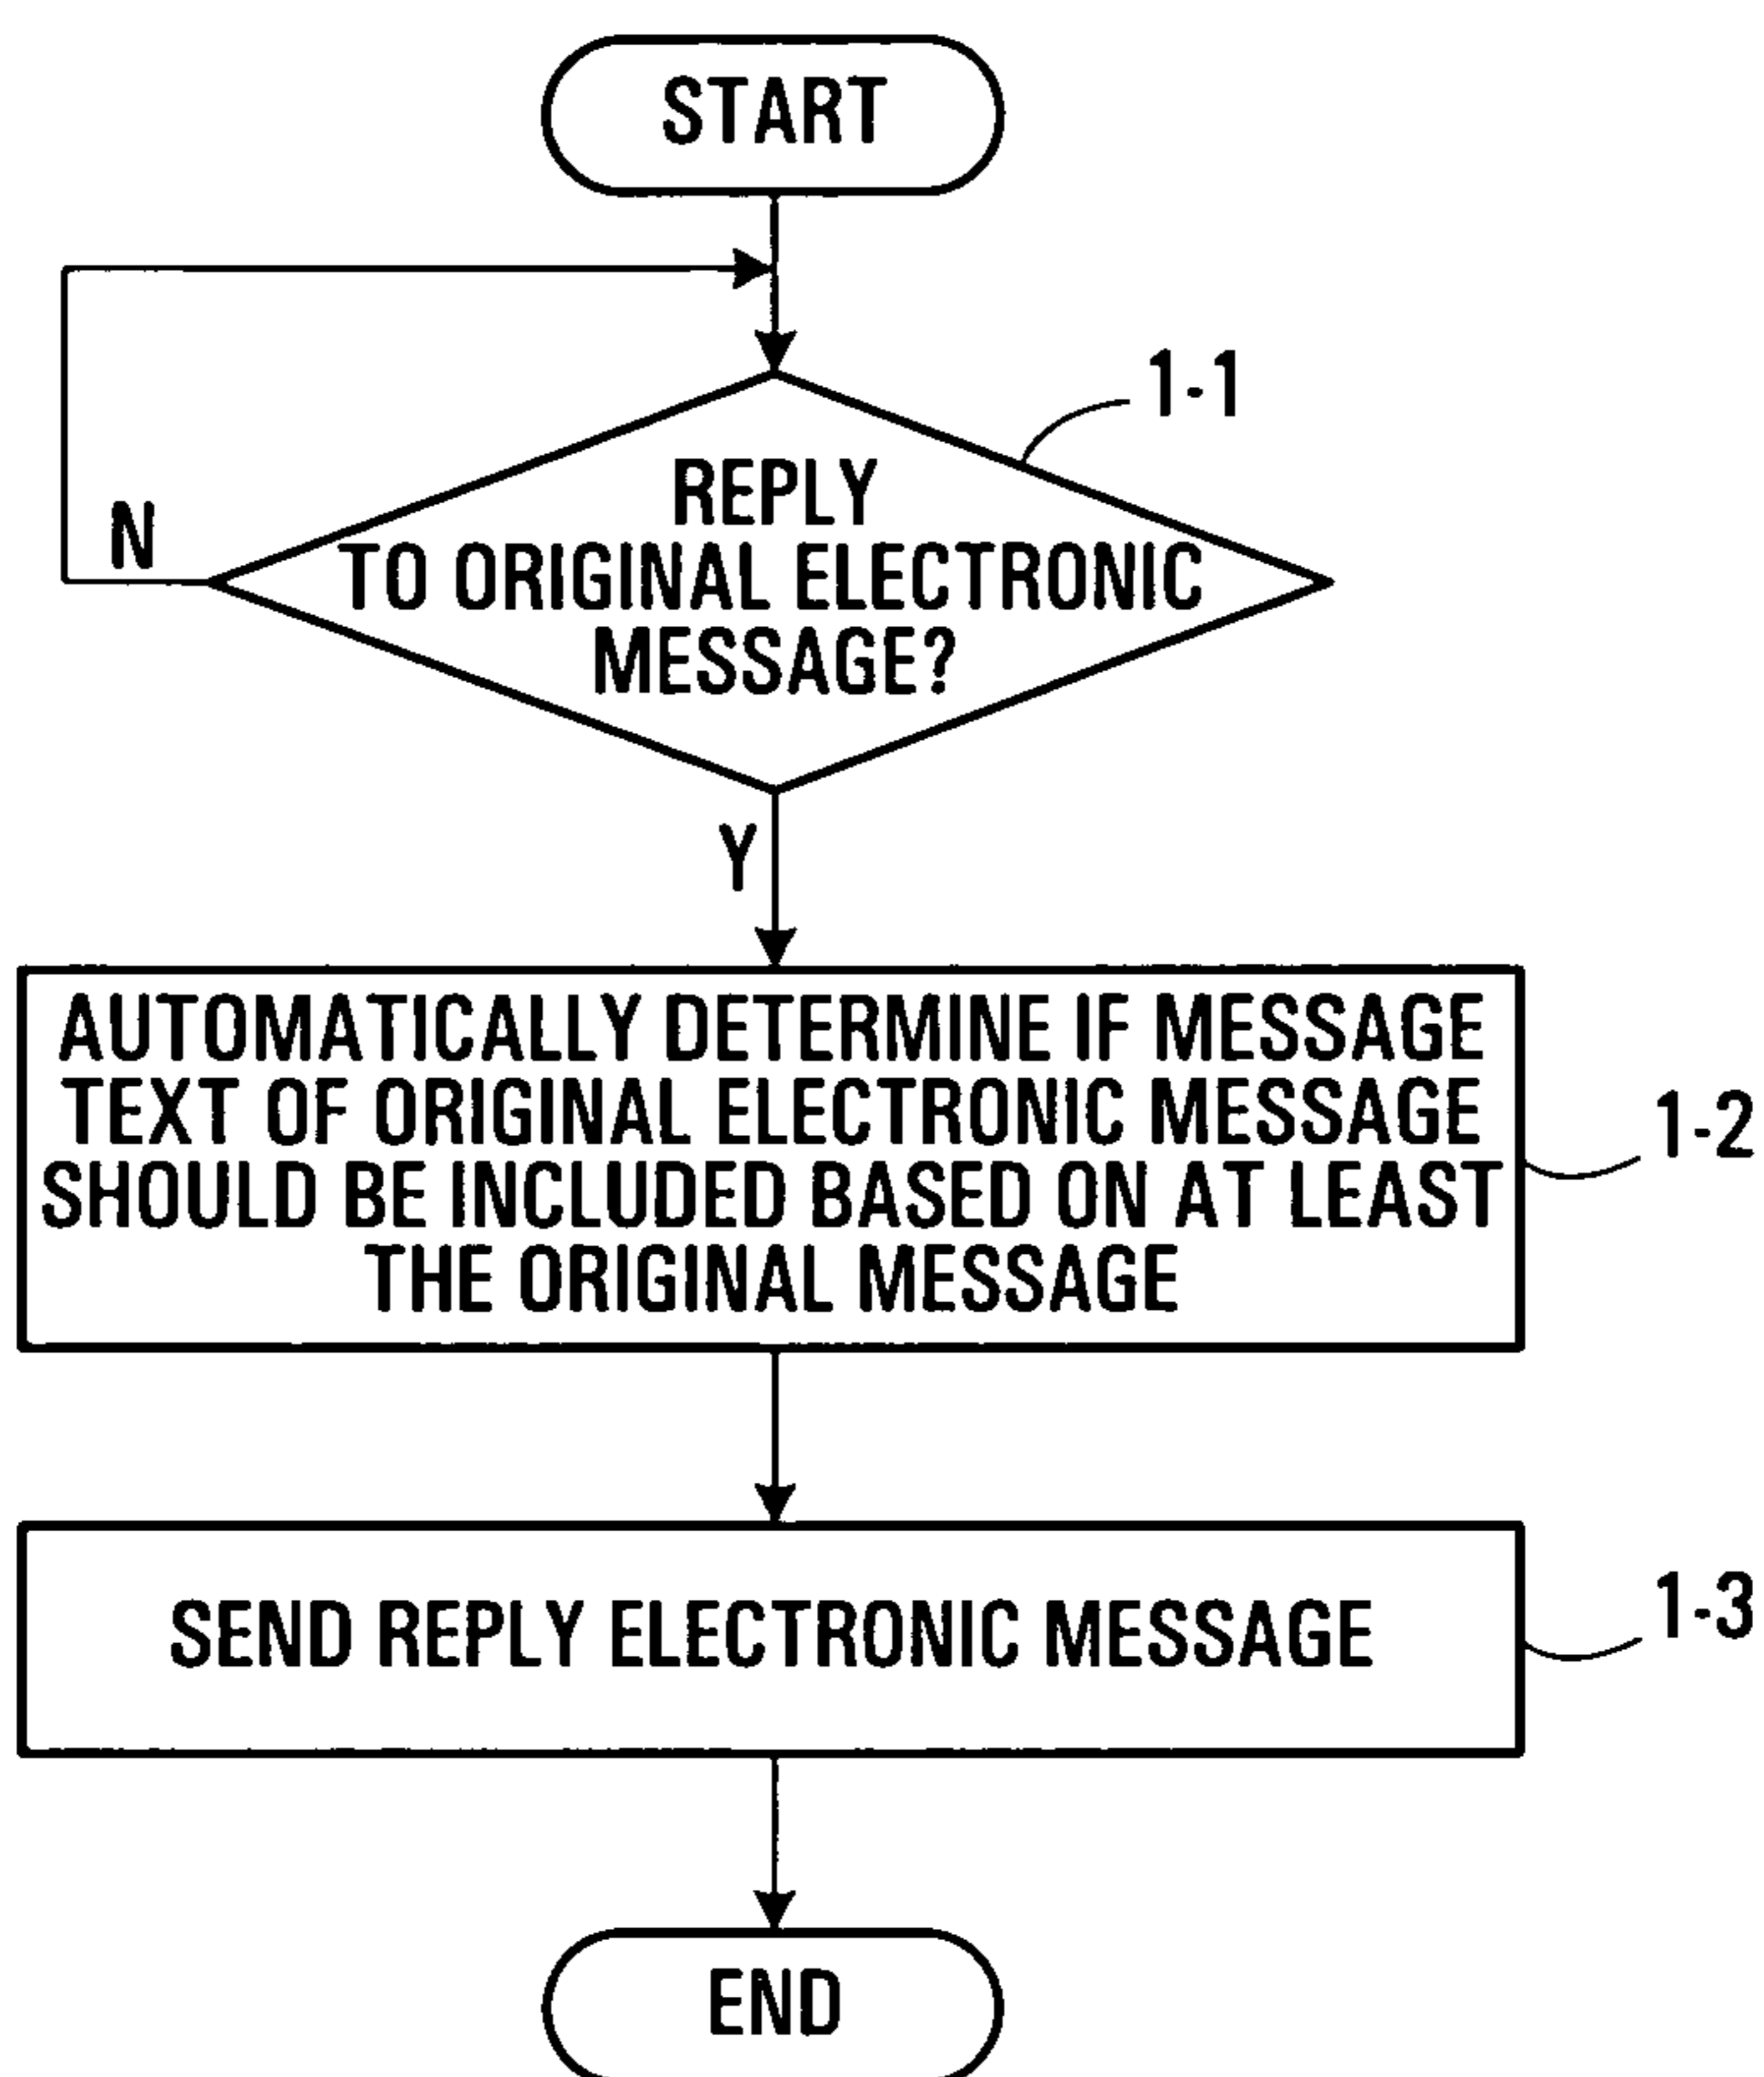 START
1-1
REPLY
TO ORIGINAL ELECTRONIC
MESSAGE?
N
Y
AUTOMATICALLY DETERMINE IF MESSAGE
TEXT OF ORIGINAL ELECTRONIC MESSAGE
SHOULD BE INCLUDED BASED ON AT LEAST
THE ORIGINAL MESSAGE
1-2
SEND REPLY ELECTRONIC MESSAGE
1-3
END